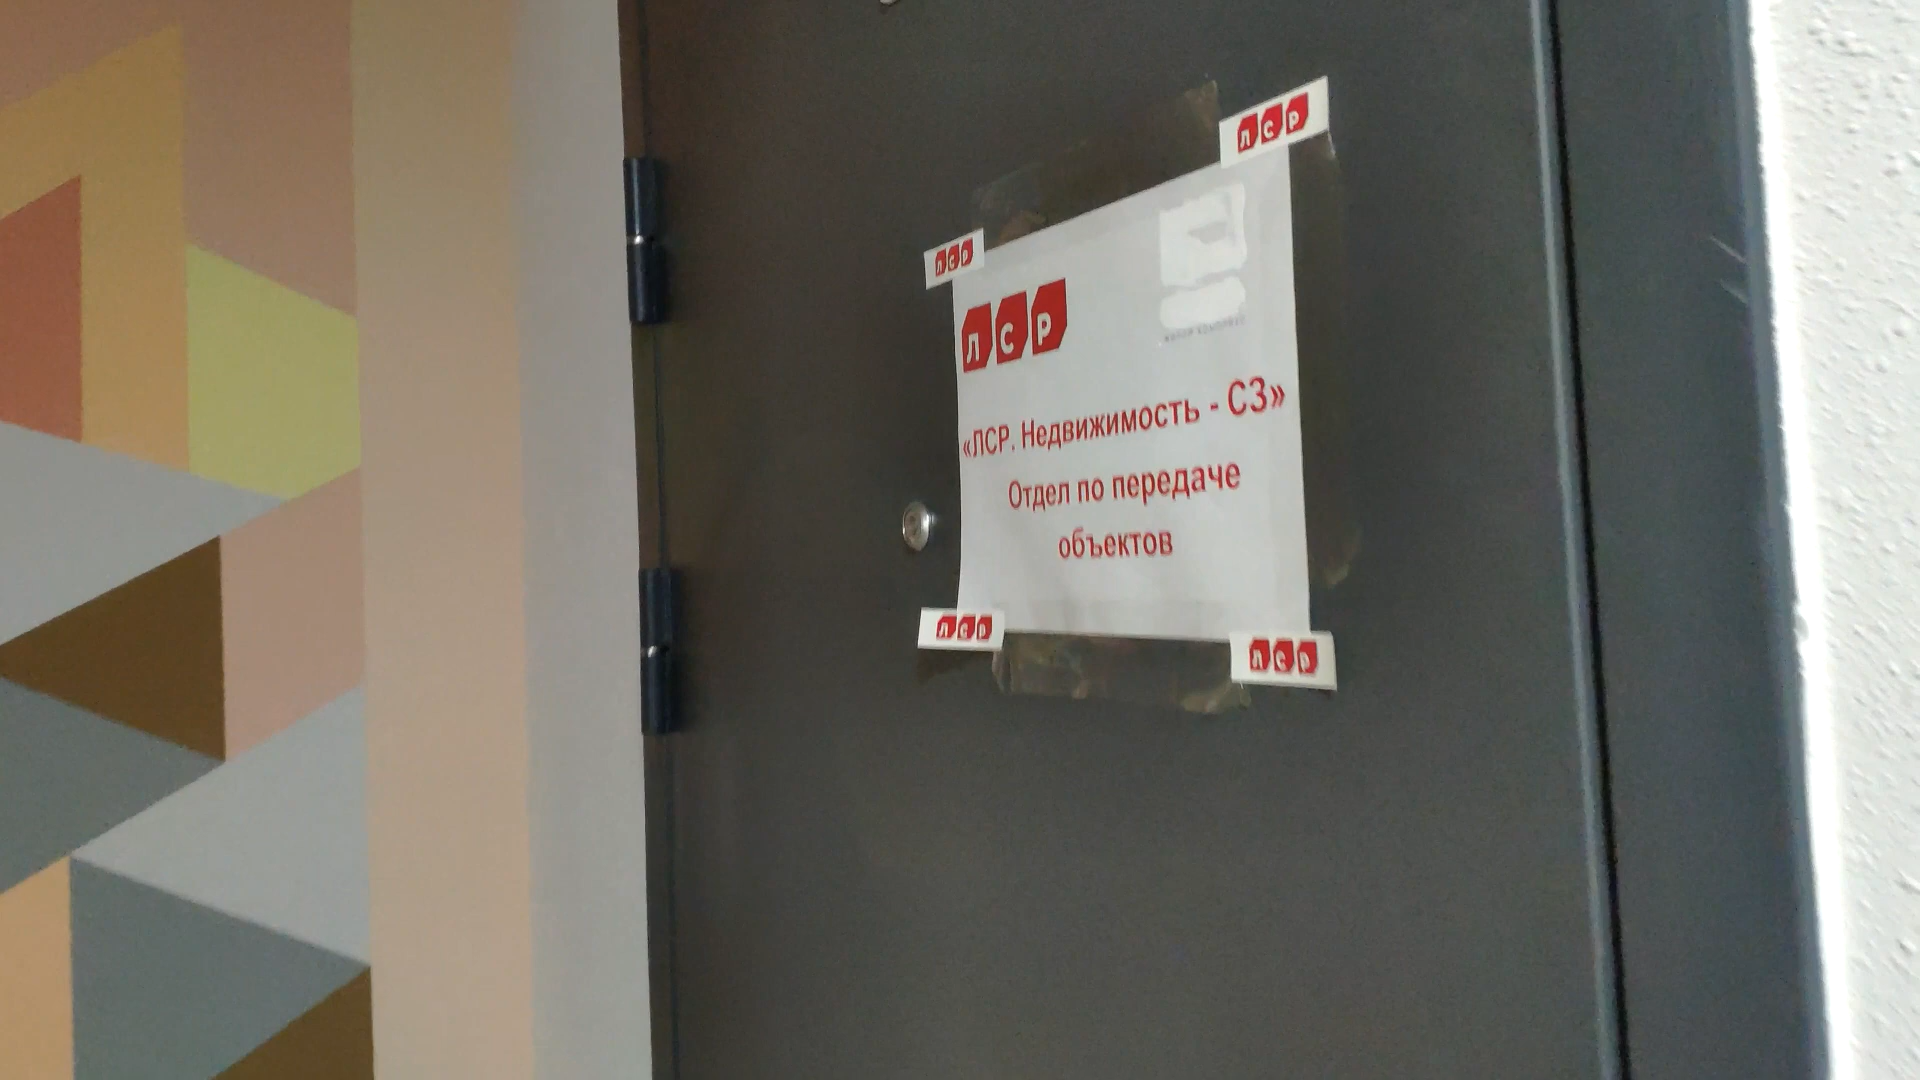 ЛСР
ЛСР
ЛСР
«ЛСР. Недвижимость - СЗ»
Отдел по передаче
объектов
ЛСР
ЛСР